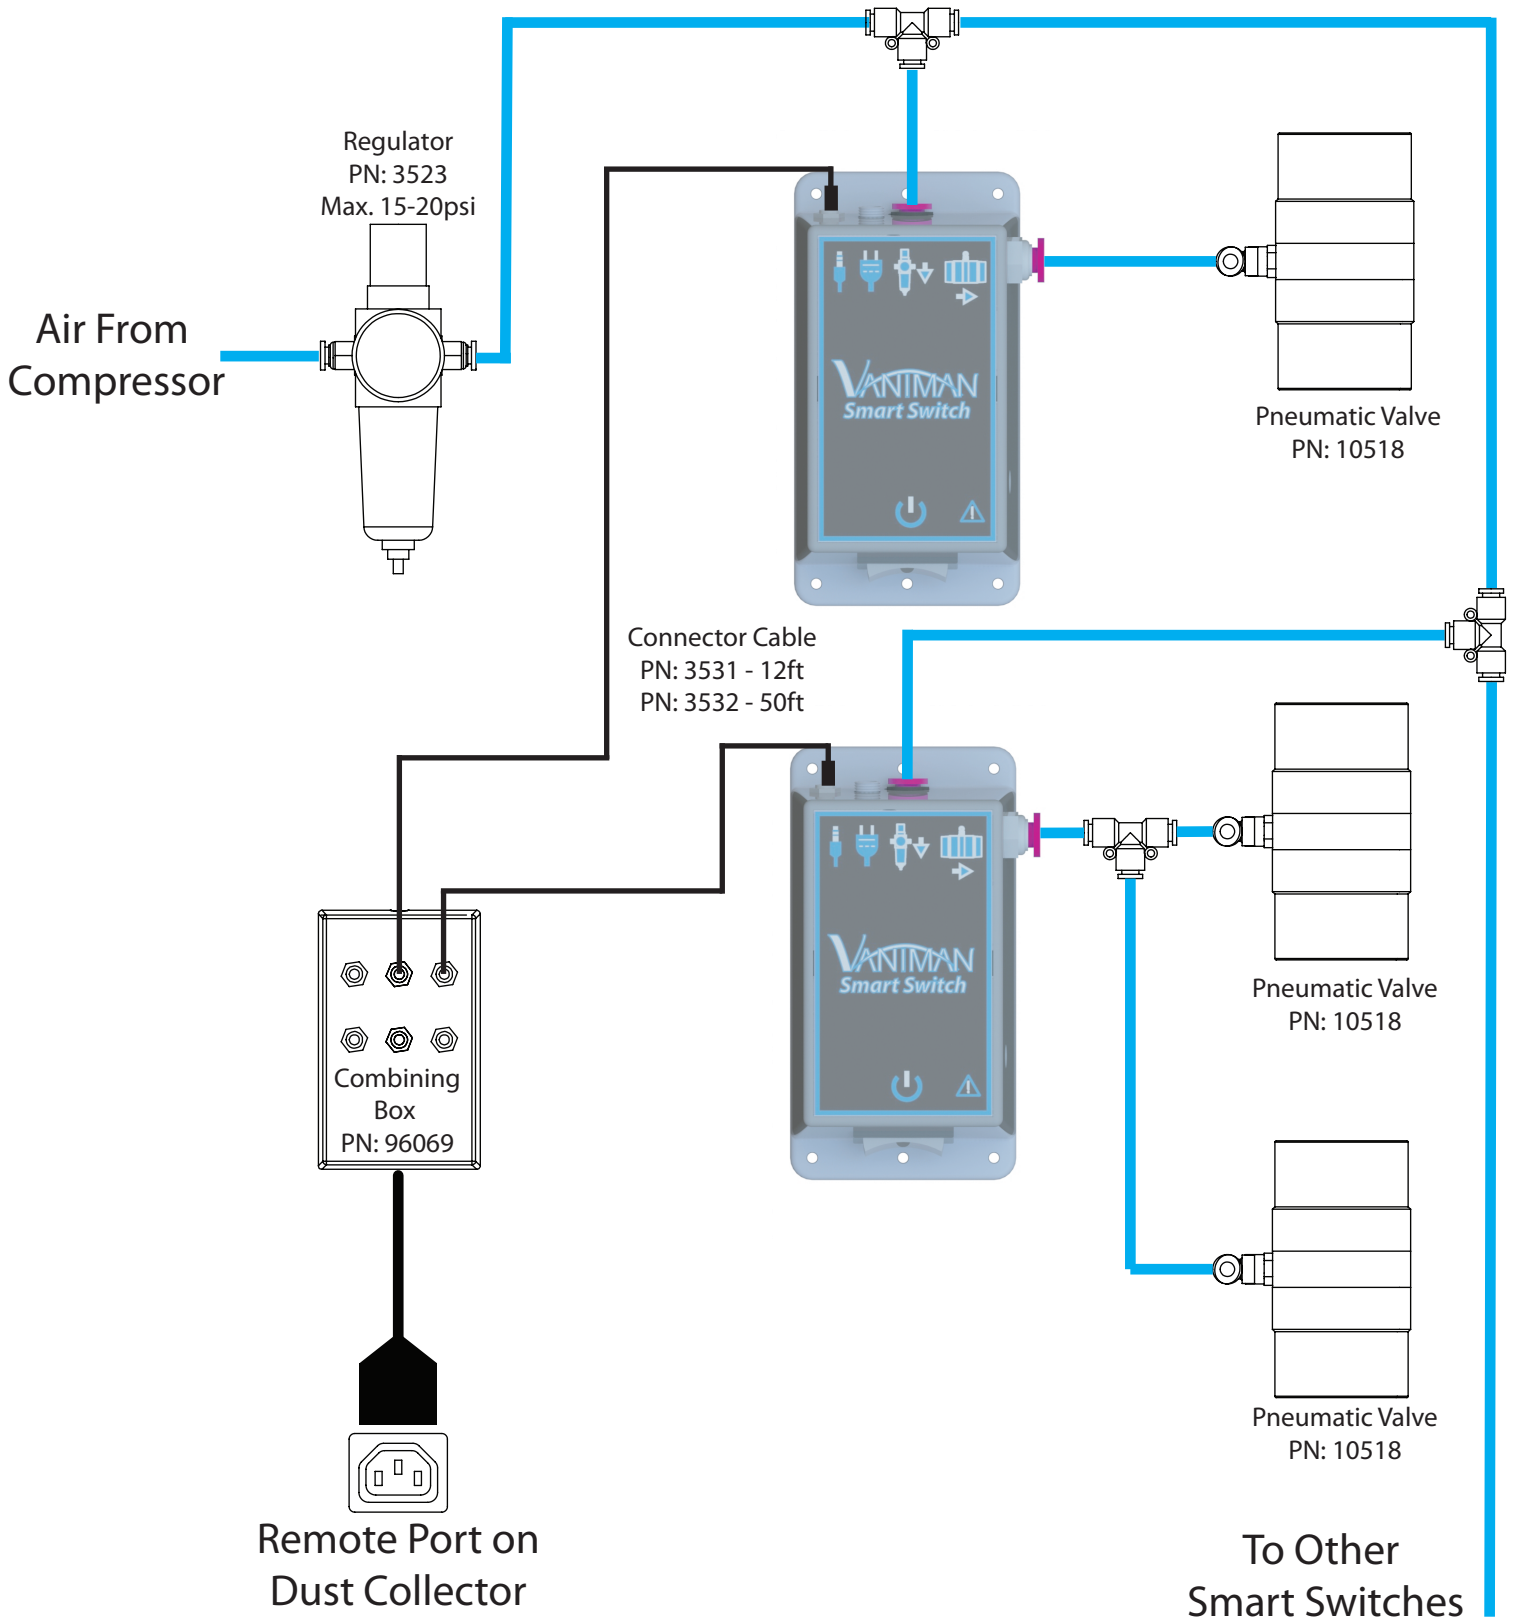 Regulator
PN: 3523
Max. 15-20psi
Air From
Compressor
VANIMAN
Smart Switch
Pneumatic Valve
PN: 10518
Connector Cable
PN: 3531 - 12ft
PN: 3532 - 50ft
VANIMAN
Smart Switch
Pneumatic Valve
PN: 10518
Combining
Box
PN: 96069
Pneumatic Valve
PN: 10518
Remote Port on
Dust Collector
To Other
Smart Switches